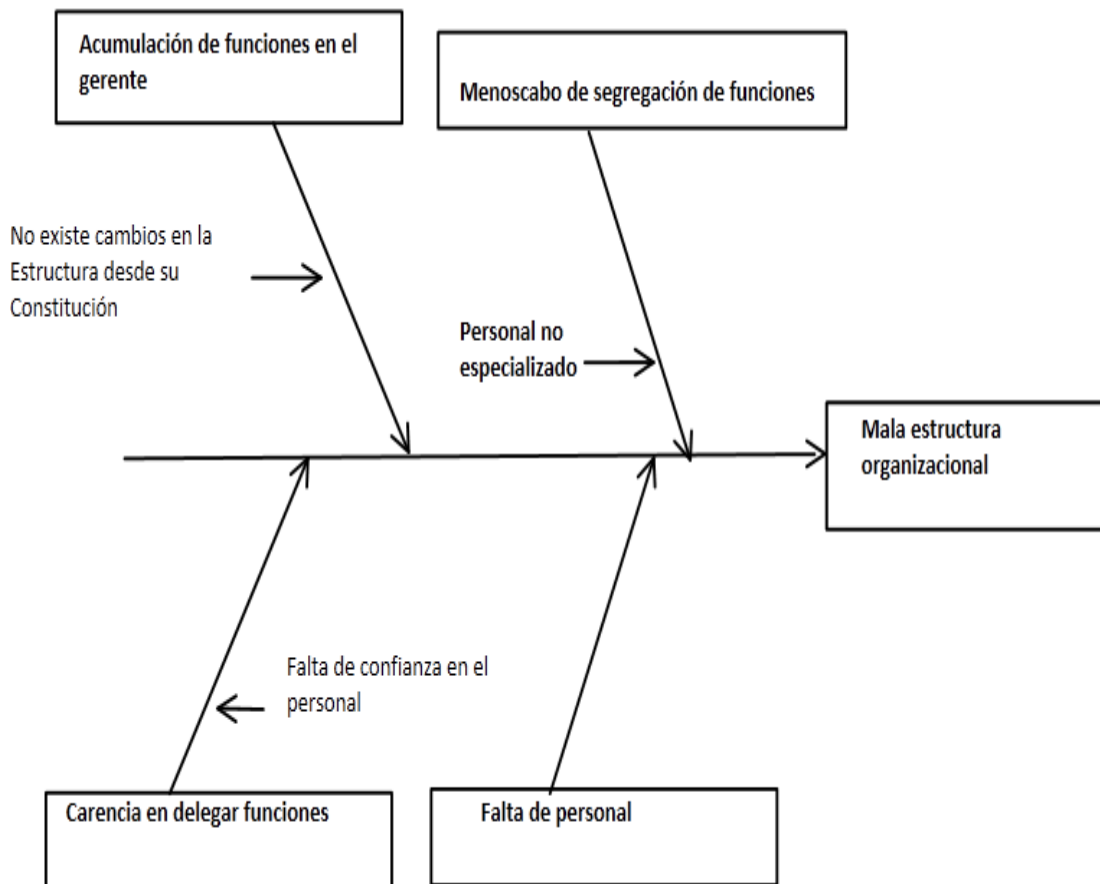 Acumulación de funciones en el
gerente
Menoscabo de segregación de funciones
No existe cambios en la
Estructura desde su
Constitución
Personal no
especializado
Mala estructura
organizacional
Falta de confianza en el
personal
Carencia en delegar funciones
Falta de personal